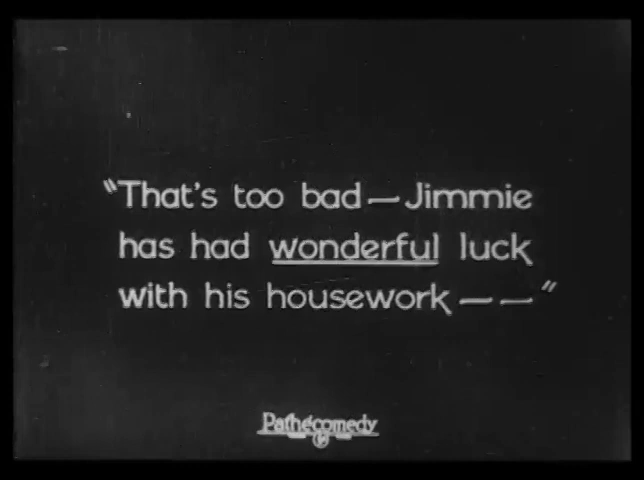 "That's too bad — Jimmie
has had wonderful luck
with his housework — —"
Pathécomedy